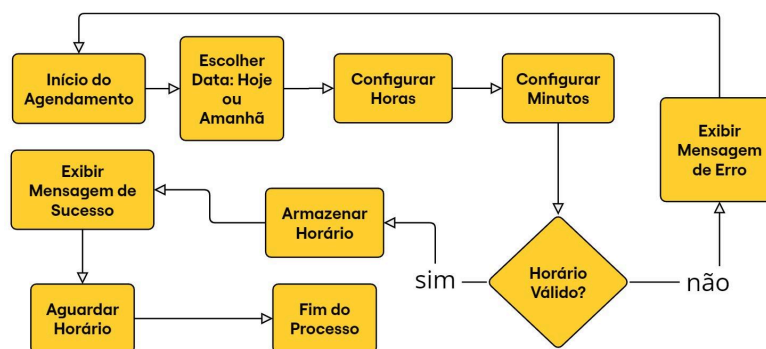 Início do
Agendamento
Escolher
Data: Hoje
ou
Amanhã
Configurar
Horas
Configurar
Minutos
Exibir
Mensagem
de Erro
Exibir
Mensagem de
Sucesso
Armazenar
Horário
sim
Horário
Válido?
não
Aguardar
Horário
Fim do
Processo